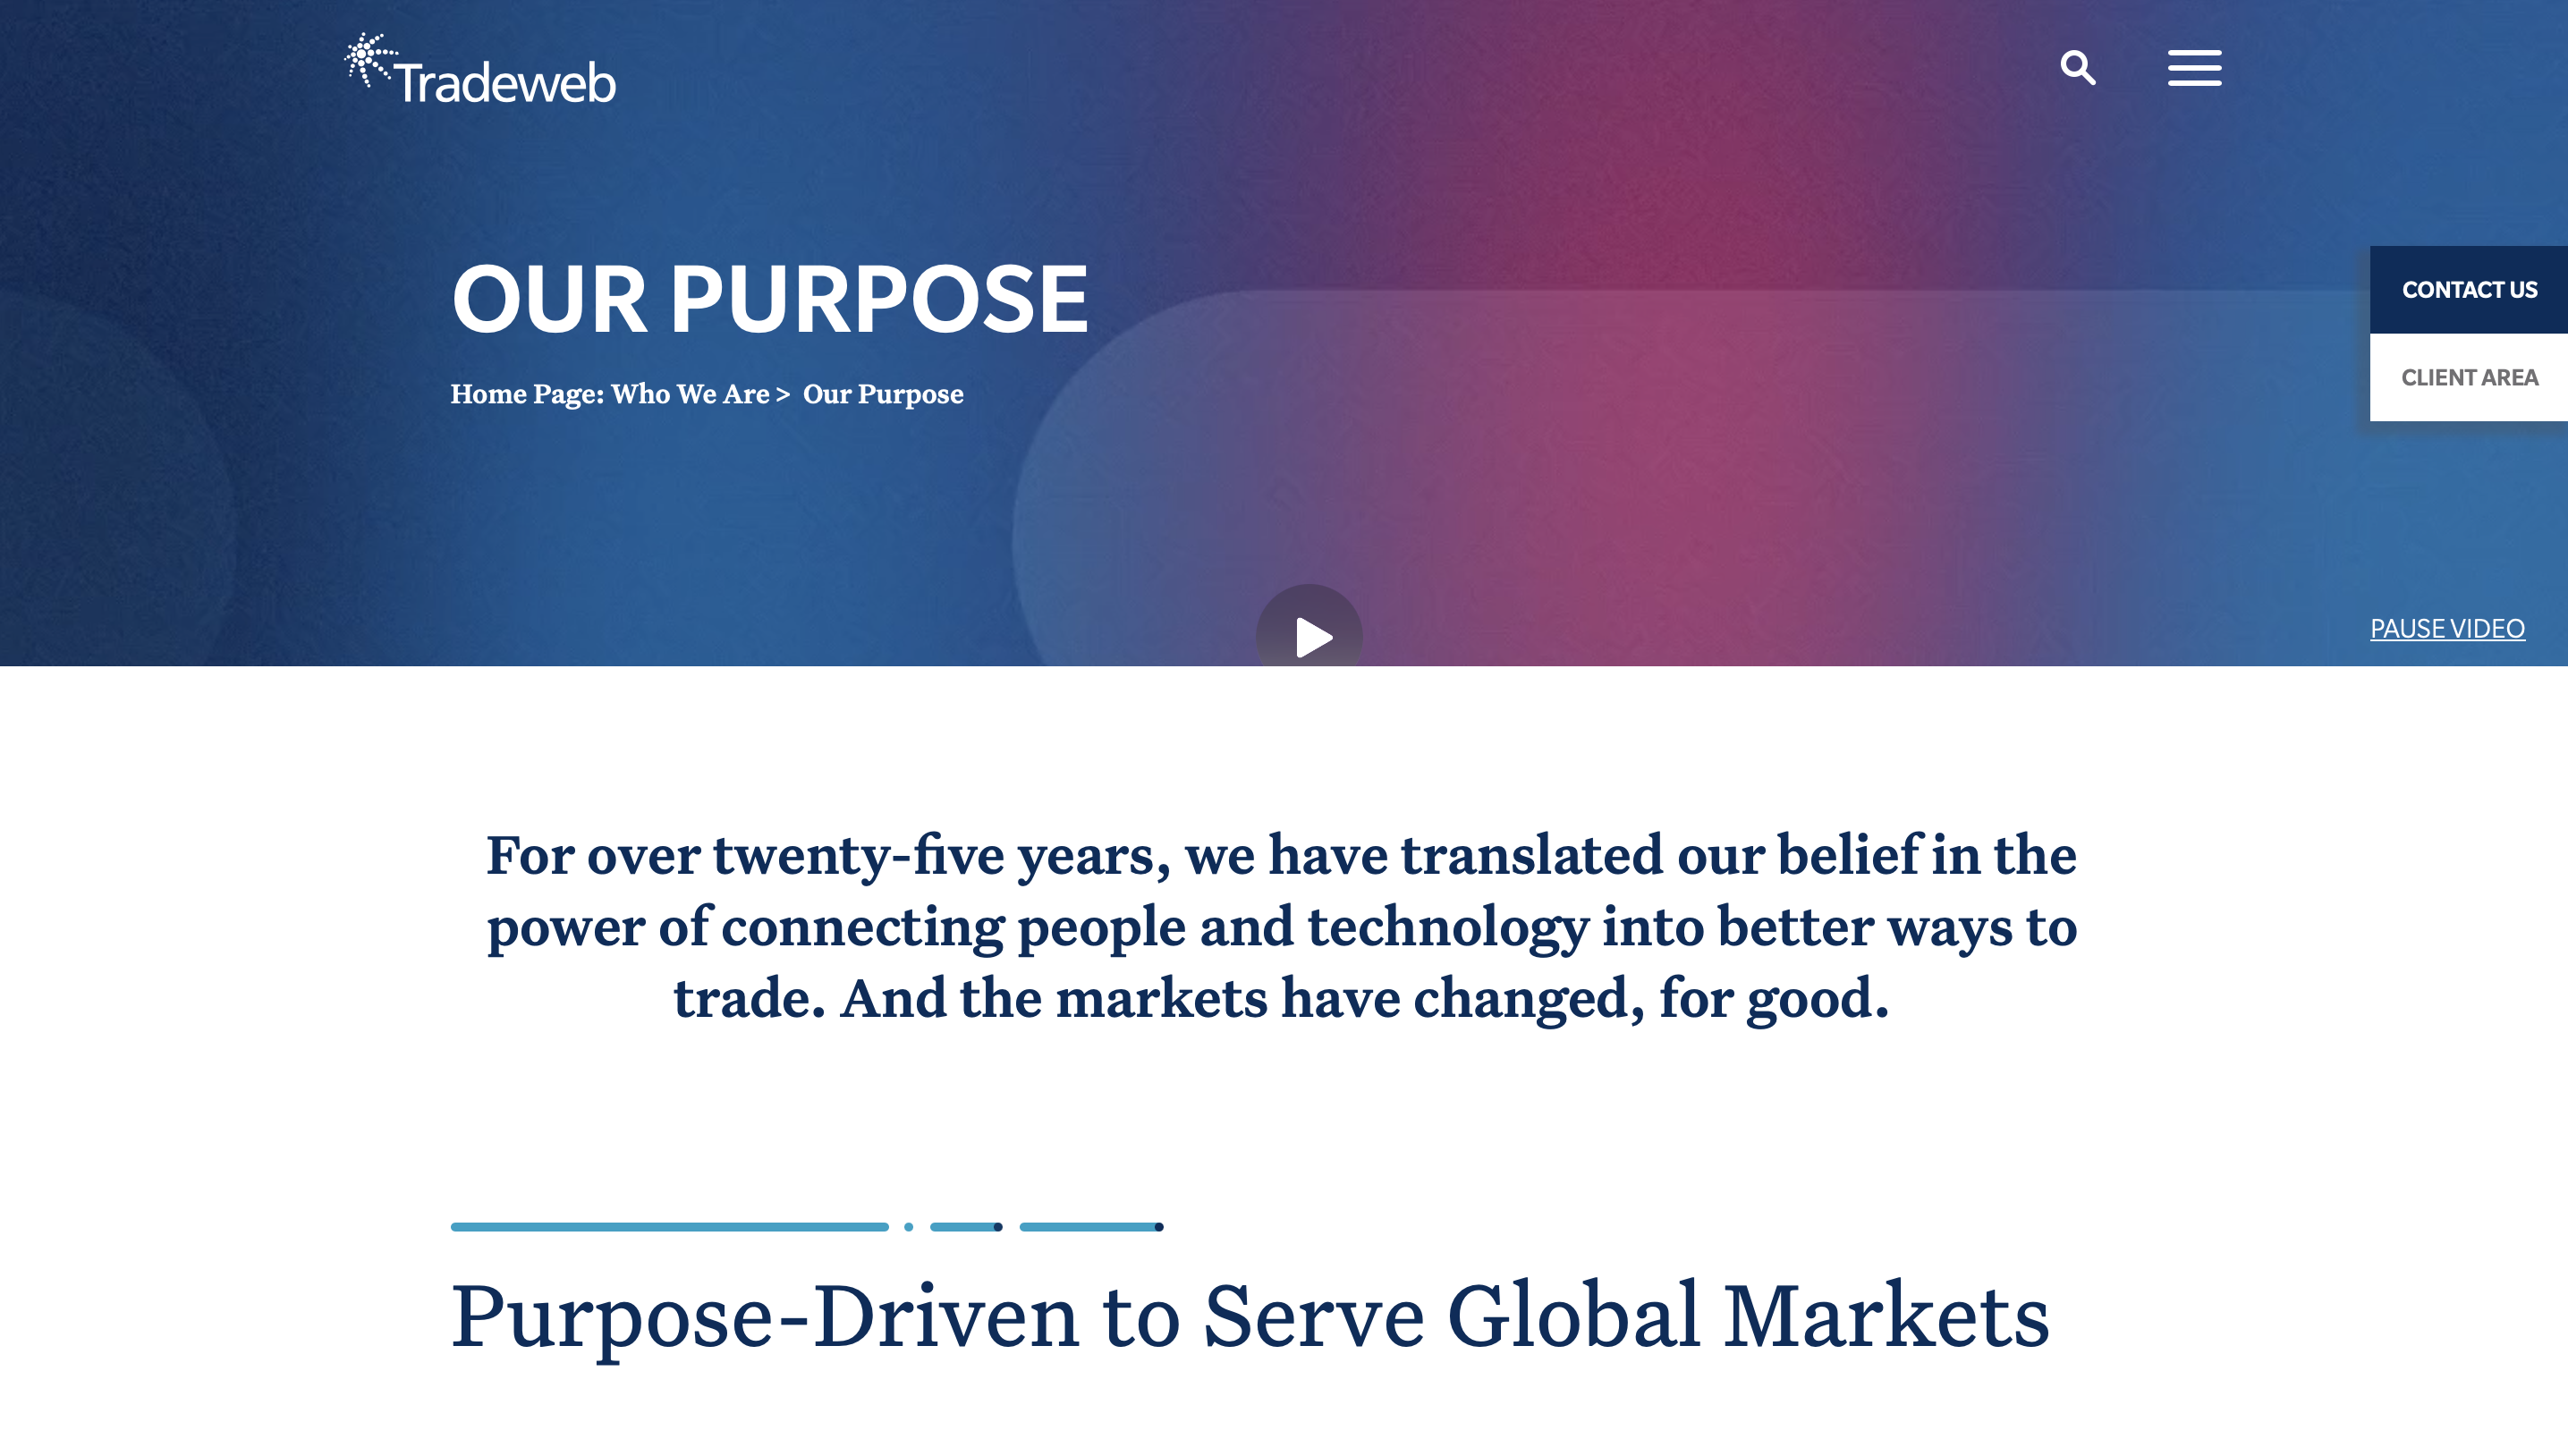 Tradeweb
OUR PURPOSE
Home Page: Who We Are > Our Purpose
CONTACT US
CLIENT AREA
PAUSE VIDEO
For over twenty-five years, we have translated our belief in the
power of connecting people and technology into better ways to
trade. And the markets have changed, for good.
Purpose-Driven to Serve Global Markets